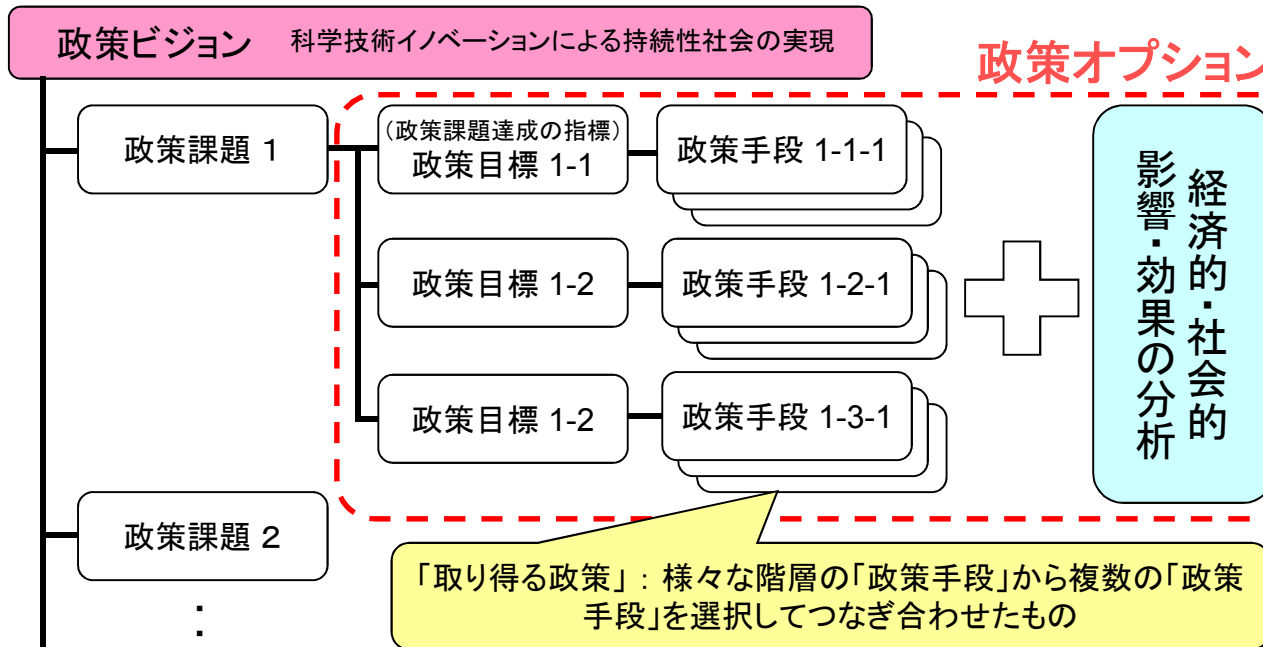 政策ビジョン 科学技術イノベーションによる持続性社会の実現
政策オプション
政策課題 1
(政策課題達成の指標)
政策目標 1-1
政策手段 1-1-1
政策目標 1-2
政策手段 1-2-1
政策目標 1-2
政策手段 1-3-1
経済的・社会的
影響・効果の分析
政策課題 2
・
・
「取り得る政策」：様々な階層の「政策手段」から複数の「政策
手段」を選択してつなぎ合わせたもの